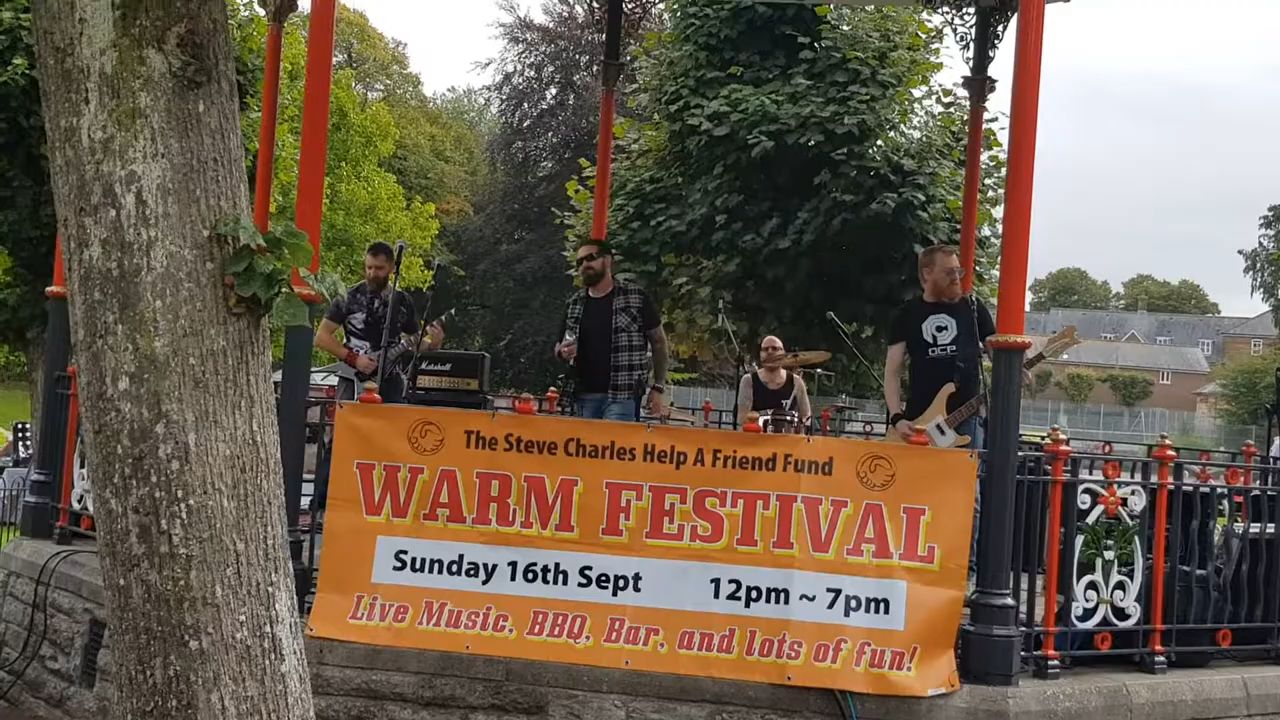 Marshall
OCP
The Steve Charles Help A Friend Fund
WARM FESTIVAL
Sunday 16th Sept 12pm ~ 7pm
Live Music, BBQ, Bar, and lots of fun!